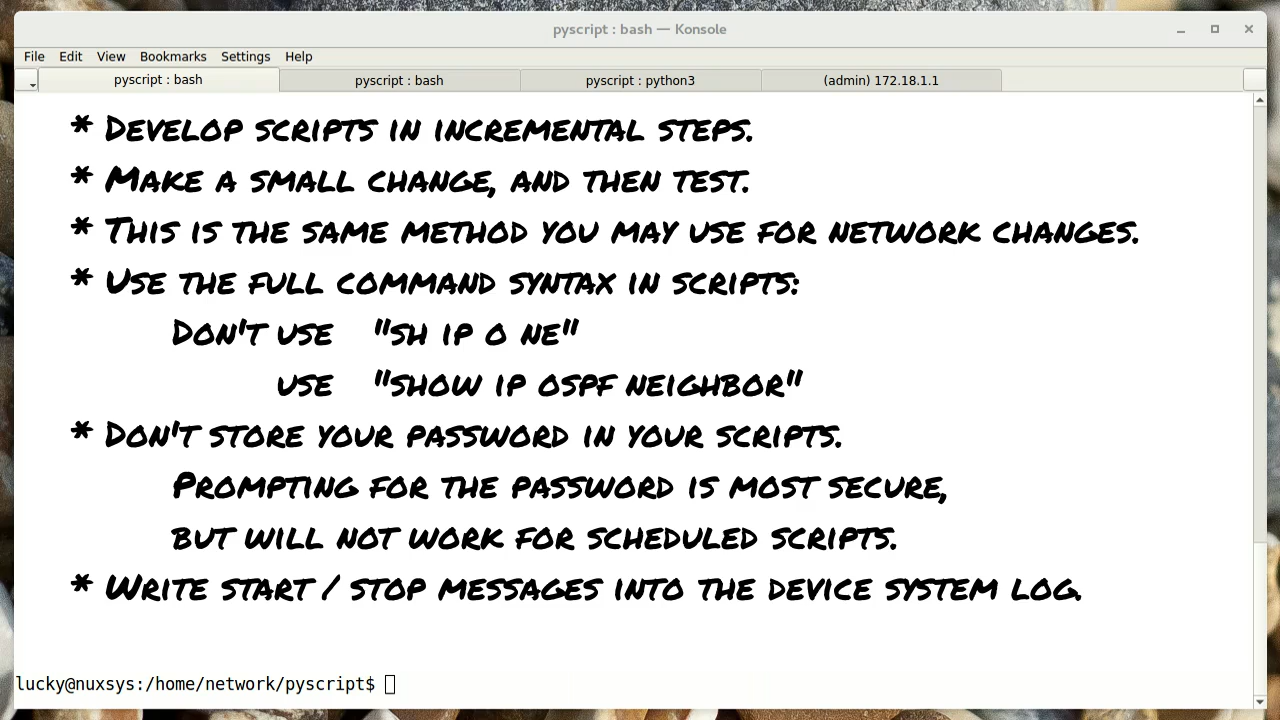 pyscript : bash — Konsole
File Edit View Bookmarks Settings Help
pyscript : bash pyscript : bash pyscript : python3 (admin) 172.18.1.1
* Develop scripts in incremental steps.
* Make a small change, and then test.
* This is the same method you may use for network changes.
* Use the full command syntax in scripts:
Don't use "sh ip o ne"
use "show ip ospf neighbor"
* Don't store your password in your scripts.
Prompting for the password is most secure,
but will not work for scheduled scripts.
* Write start / stop messages into the device system log.
lucky@nuxsys:/home/network/pyscript$